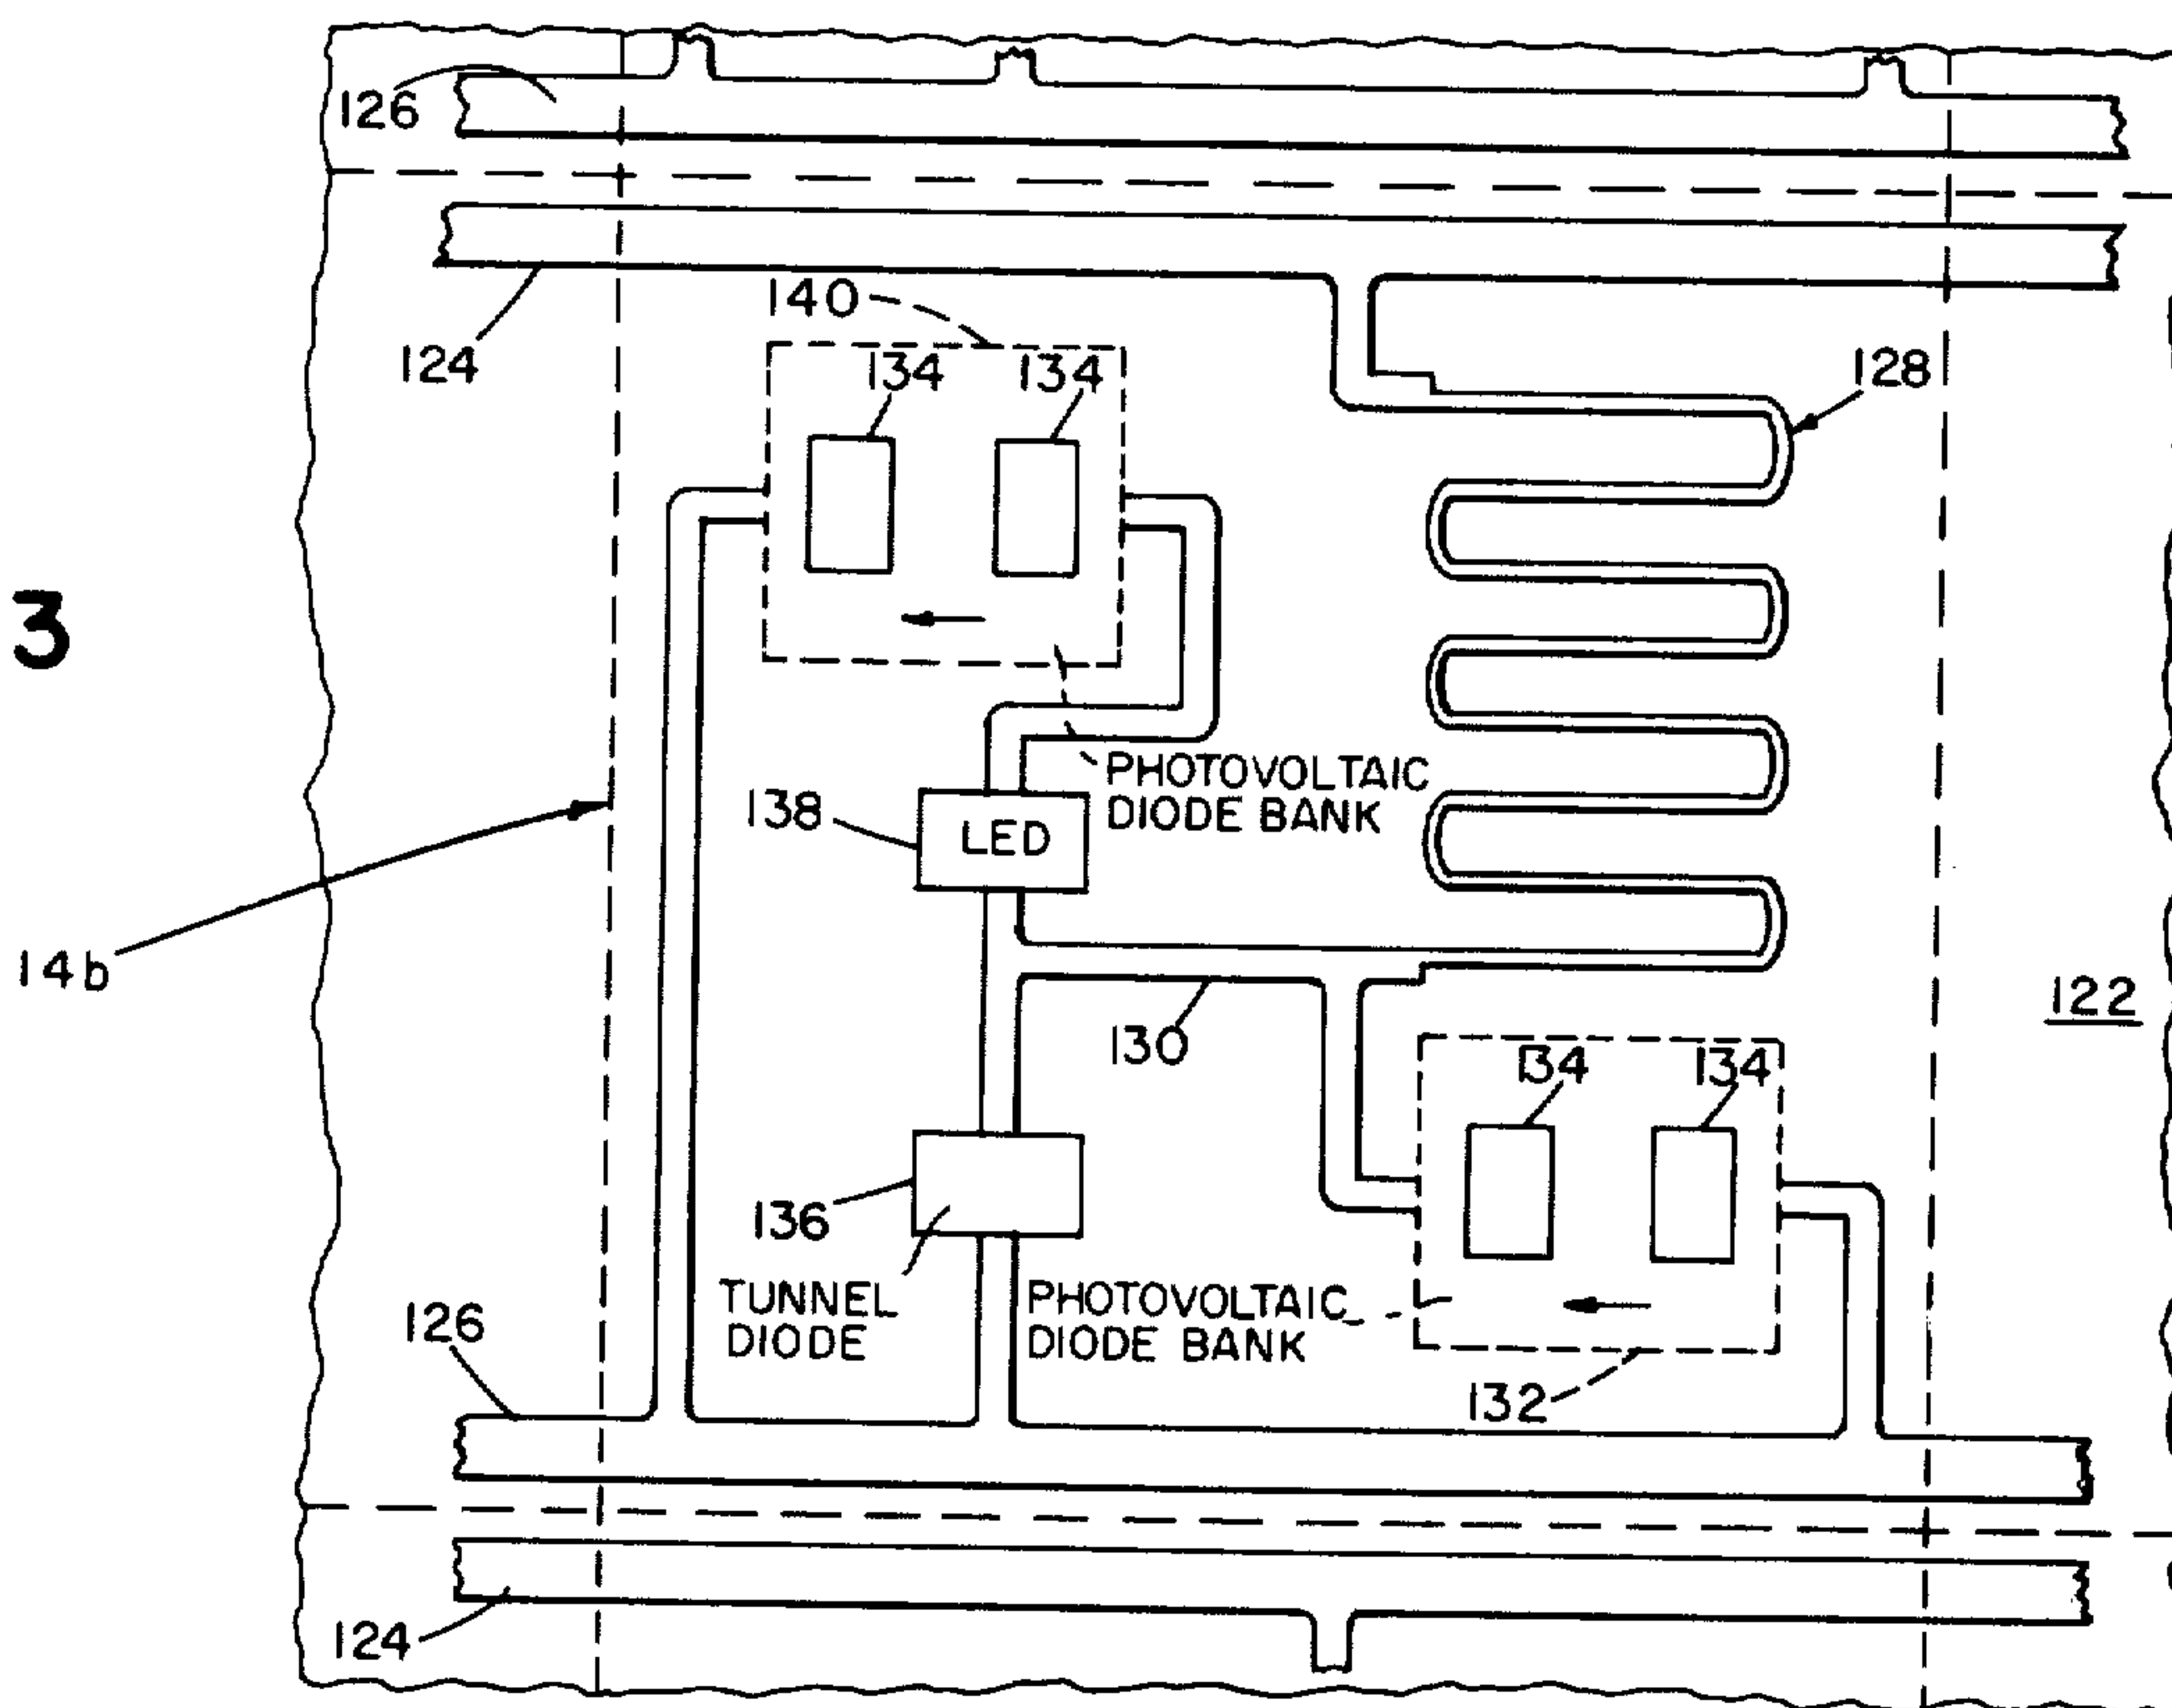 126
124
140
134 134
128
3
PHOTOVOLTAIC
DIODE BANK
138
LED
14b
122
130
134 134
136
TUNNEL
DIODE
PHOTOVOLTAIC
DIODE BANK
126
132
124